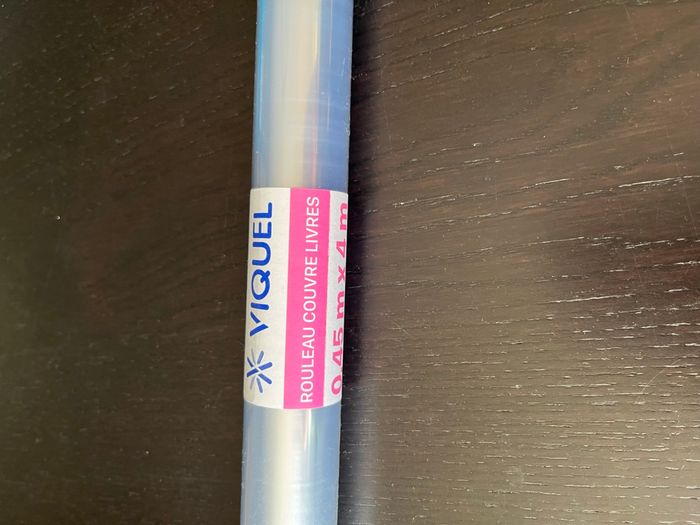 VIQUEL
ROULEAU COUVRE LIVRES
0,45 m x 4 m